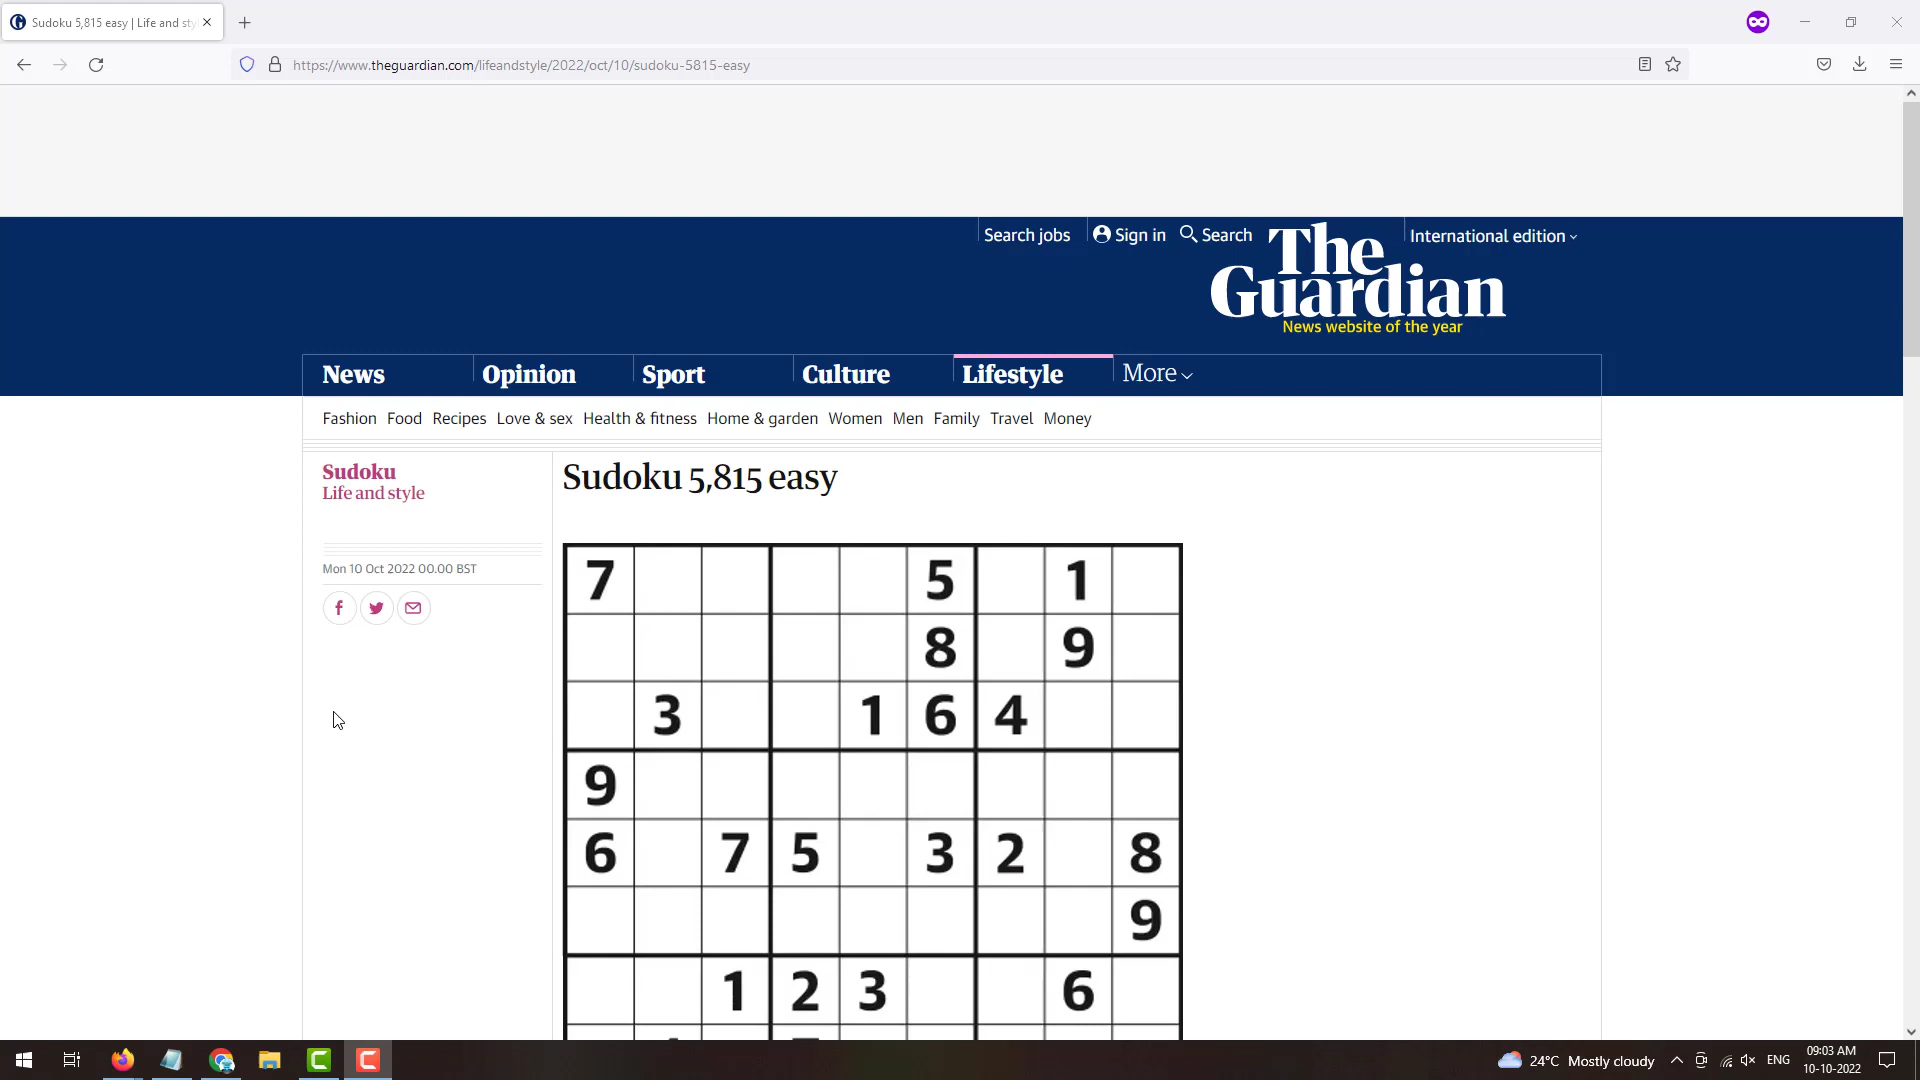 Sudoku 5,815 easy | Life and sty
https://www.theguardian.com/lifeandstyle/2022/oct/10/sudoku-5815-easy
Search jobs Sign in Search International edition
The
Guardian
News website of the year
News Opinion Sport Culture Lifestyle More
Fashion Food Recipes Love & sex Health & fitness Home & garden Women Men Family Travel Money
Sudoku
Life and style
Sudoku 5,815 easy
Mon 10 Oct 2022 00.00 BST
7 5 1
8 9
3 1 6 4
9
6 7 5 3 2 8
9
1 2 3 6
24°C Mostly cloudy ENG
09:03 AM
10-10-2022